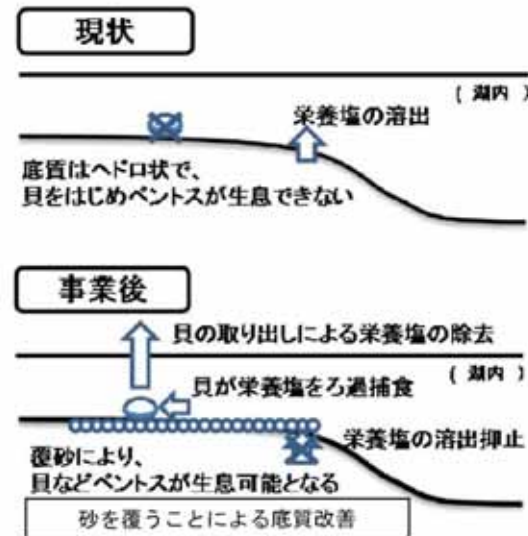 現状
( 湖内 )
栄養塩の溶出
底質はヘドロ状で、
貝をはじめベントスが生息できない
事業後
貝の取り出しによる栄養塩の除去
( 湖内 )
貝が栄養塩をろ過捕食
栄養塩の溶出抑止
覆砂により、
貝などベントスが生息可能となる
砂を覆うことによる底質改善